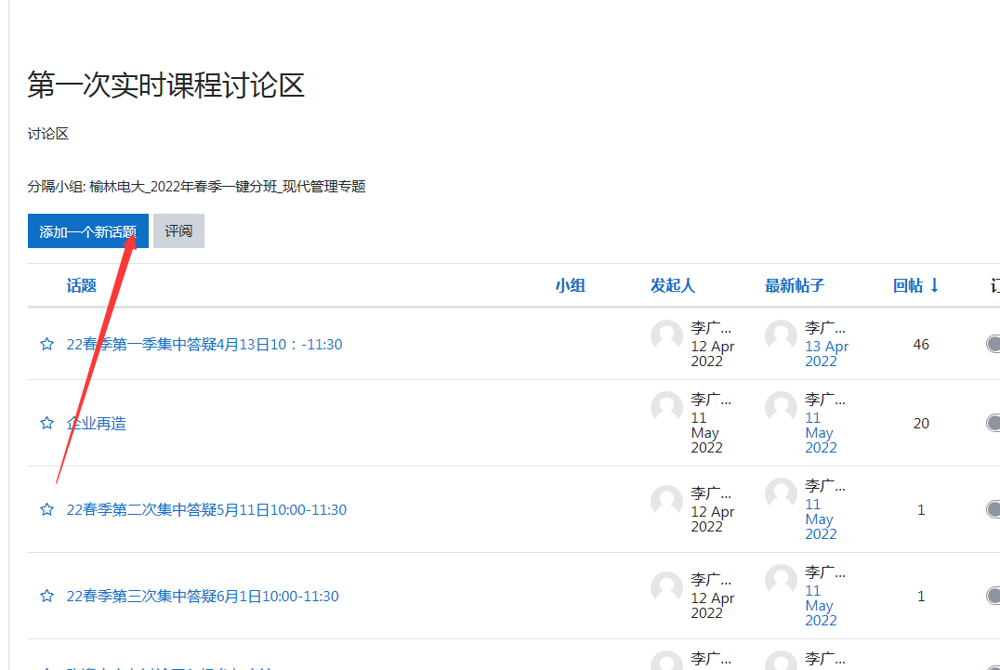 第一次实时课程讨论区
讨论区
分隔小组: 榆林电大_2022年春季一键分班_现代管理专题
添加一个新话题 评阅
话题 小组 发起人 最新帖子 回帖 ↓
22春季第一季集中答疑4月13日10：-11:30 李广... 12 Apr 2022 李广... 13 Apr 2022 46
企业再造 李广... 11 May 2022 李广... 11 May 2022 20
22春季第二次集中答疑5月11日10:00-11:30 李广... 12 Apr 2022 李广... 11 May 2022 1
22春季第三次集中答疑6月1日10:00-11:30 李广... 12 Apr 2022 李广... 11 May 2022 1
李广... 李广...